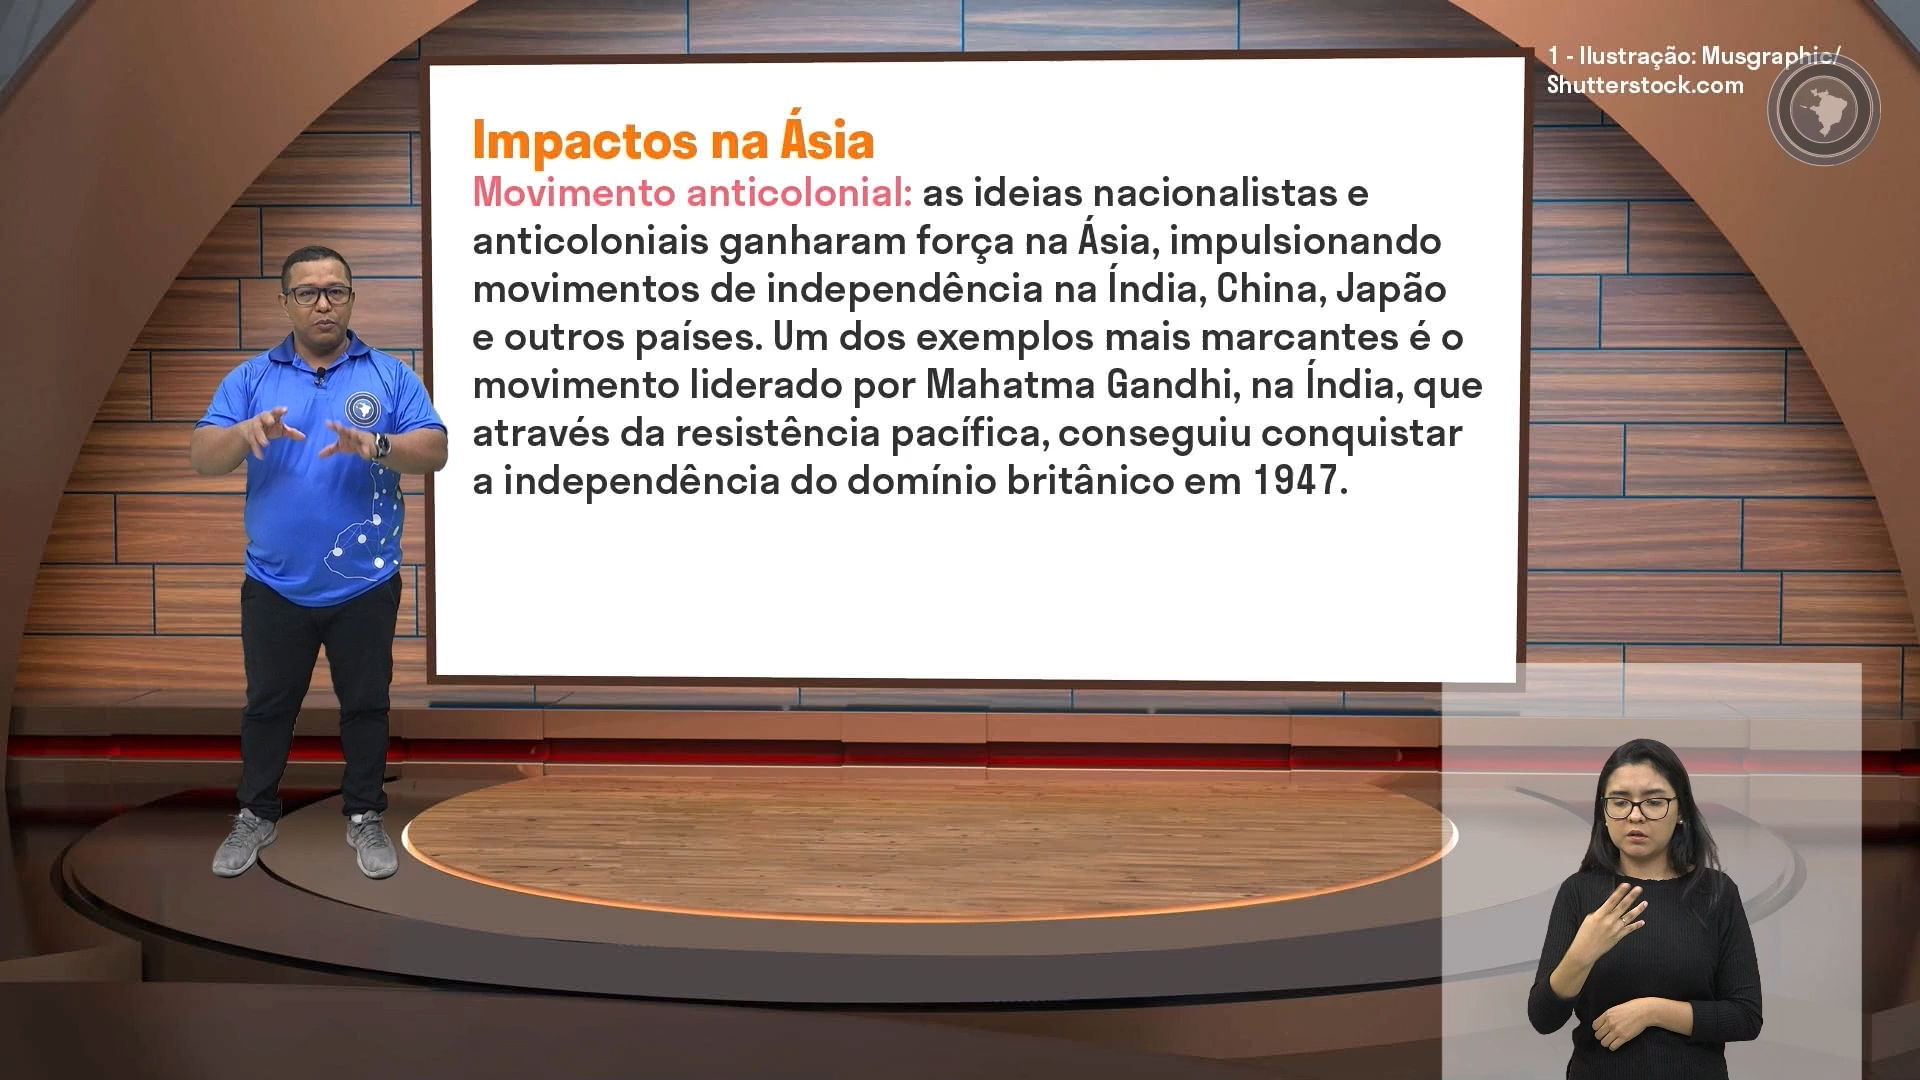 1 - Ilustração: Musgraphic/
Shutterstock.com
Impactos na Ásia
Movimento anticolonial: as ideias nacionalistas e
anticoloniais ganharam força na Ásia, impulsionando
movimentos de independência na Índia, China, Japão
e outros países. Um dos exemplos mais marcantes é o
movimento liderado por Mahatma Gandhi, na Índia, que
através da resistência pacífica, conseguiu conquistar
a independência do domínio britânico em 1947.